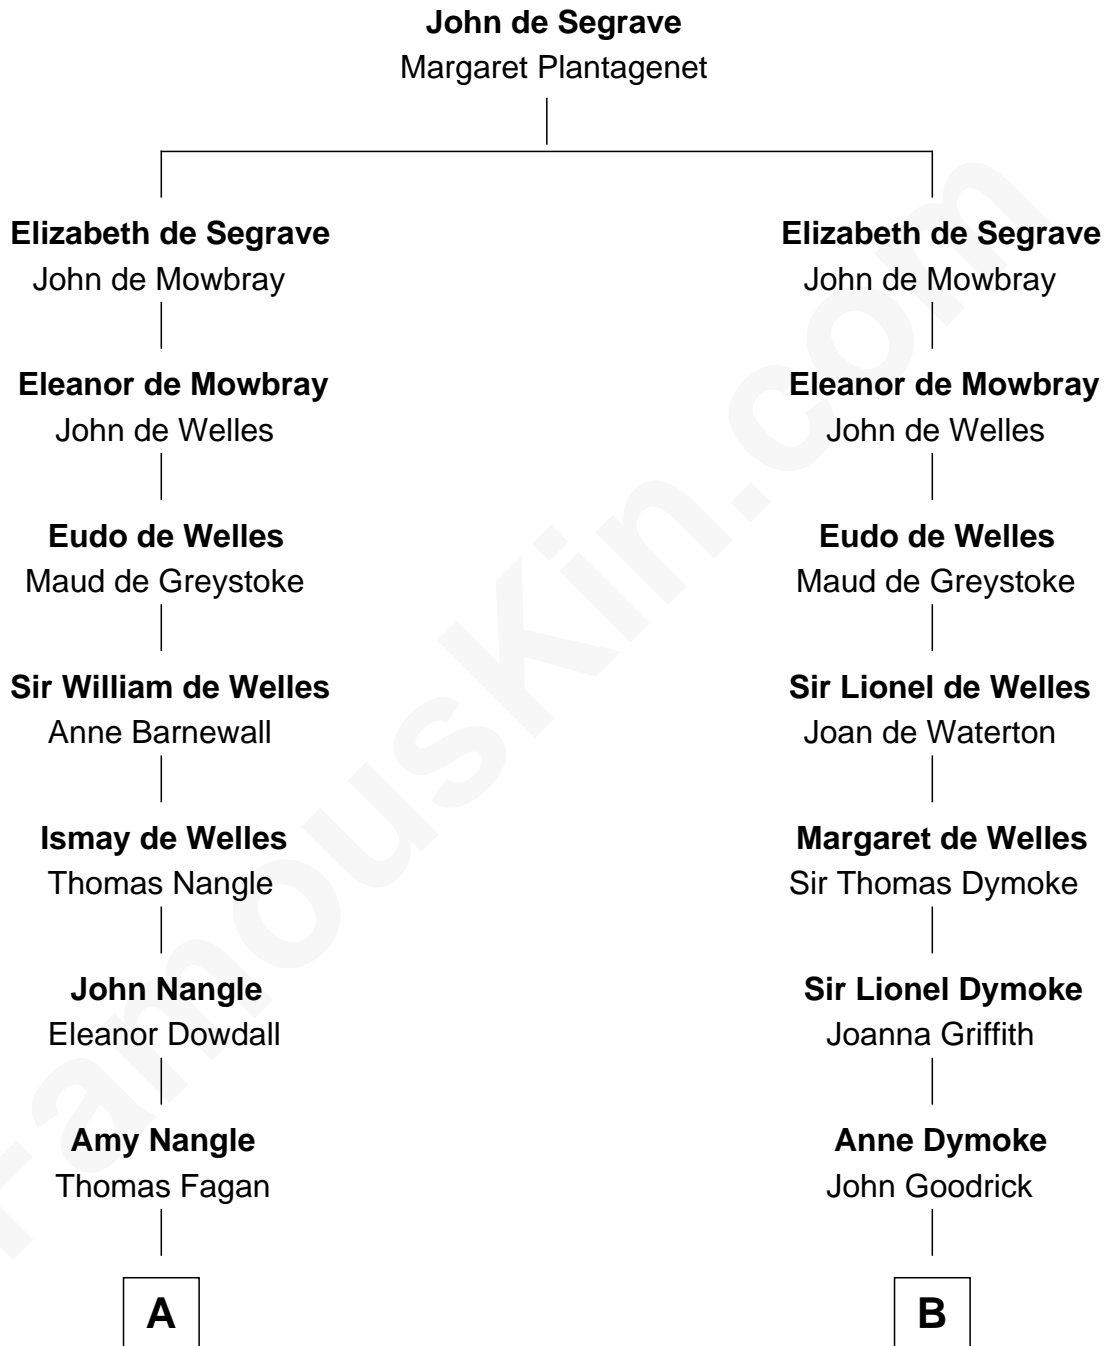 John de Segrave
Margaret Plantagenet
Elizabeth de Segrave
John de Mowbray
Eleanor de Mowbray
John de Welles
Eudo de Welles
Maud de Greystoke
Sir William de Welles
Anne Barnewall
Ismay de Welles
Thomas Nangle
John Nangle
Eleanor Dowdall
Amy Nangle
Thomas Fagan
A
Elizabeth de Segrave
John de Mowbray
Eleanor de Mowbray
John de Welles
Eudo de Welles
Maud de Greystoke
Sir Lionel de Welles
Joan de Waterton
Margaret de Welles
Sir Thomas Dymoke
Sir Lionel Dymoke
Joanna Griffith
Anne Dymoke
John Goodrick
B
FamousKin.com